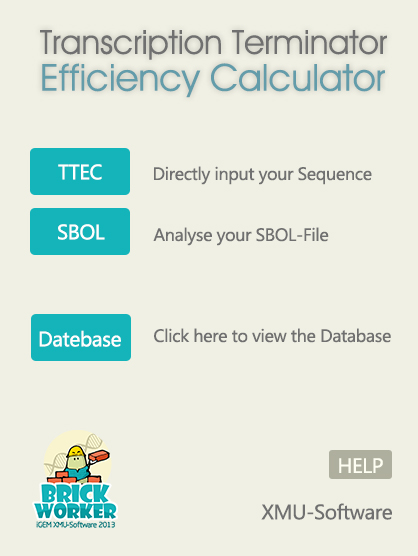 Transcription Terminator
Efficiency Calculator
TTEC
Directly input your Sequence
SBOL
Analyse your SBOL-File
Datebase
Click here to view the Database
HELP
BRICK
WORKER
iGEM XMU-Software 2013
XMU-Software